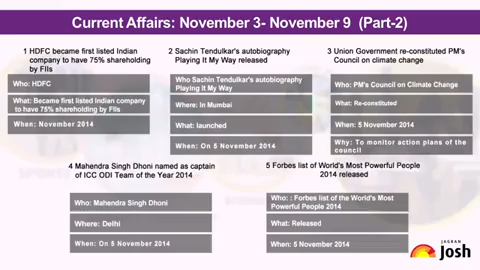 Current Affairs: November 3- November 9 (Part-2)
1 HDFC became first listed Indian
company to have 75% shareholding
by FIIs
Who: HDFC
What: Became first listed Indian company
to have 75% shareholding by FIIs
When: November 2014
2 Sachin Tendulkar's autobiography
Playing It My Way released
Who Sachin Tendulkar's autobiography
Playing It My Way
Where: In Mumbai
What: launched
When: On 5 November 2014
3 Union Government re-constituted PM's
Council on climate change
Who: PM's Council on Climate Change
What: Re-constituted
When: 5 November 2014
Why: To monitor action plans of the
council
4 Mahendra Singh Dhoni named as captain
of ICC ODI Team of the Year 2014
Who: Mahendra Singh Dhoni
Where: Delhi
When: On 5 November 2014
5 Forbes list of World's Most Powerful People
2014 released
Who: : Forbes list of the World's Most
Powerful People 2014
What: Released
When: 5 November 2014
JAGRAN
Josh